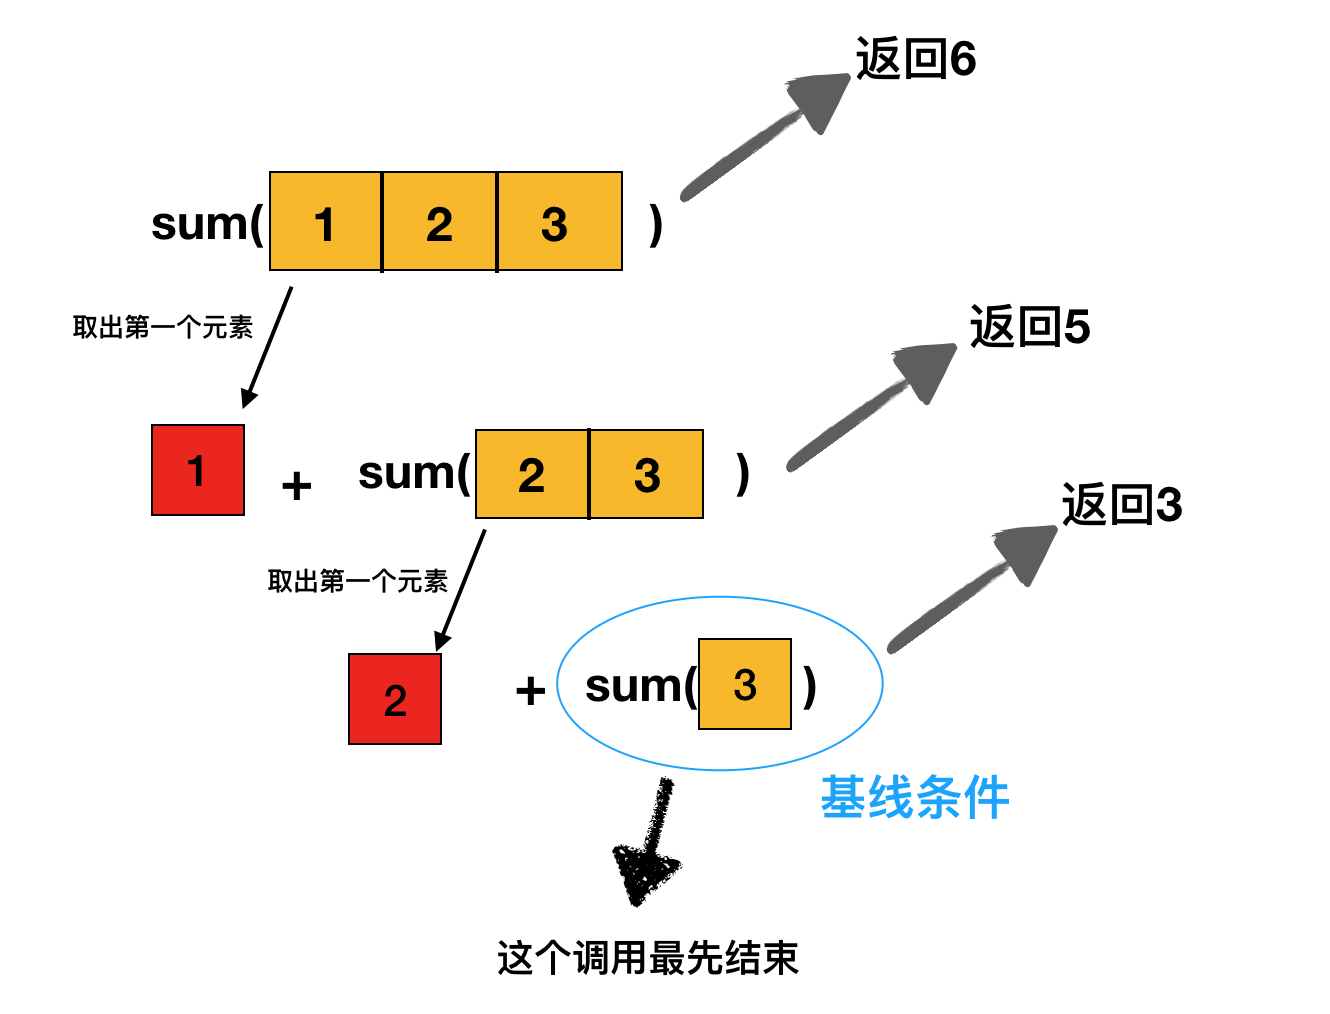 返回6
sum( 1 2 3 )
取出第一个元素
返回5
1 + sum( 2 3 )
返回3
取出第一个元素
2 + sum( 3 )
基线条件
这个调用最先结束